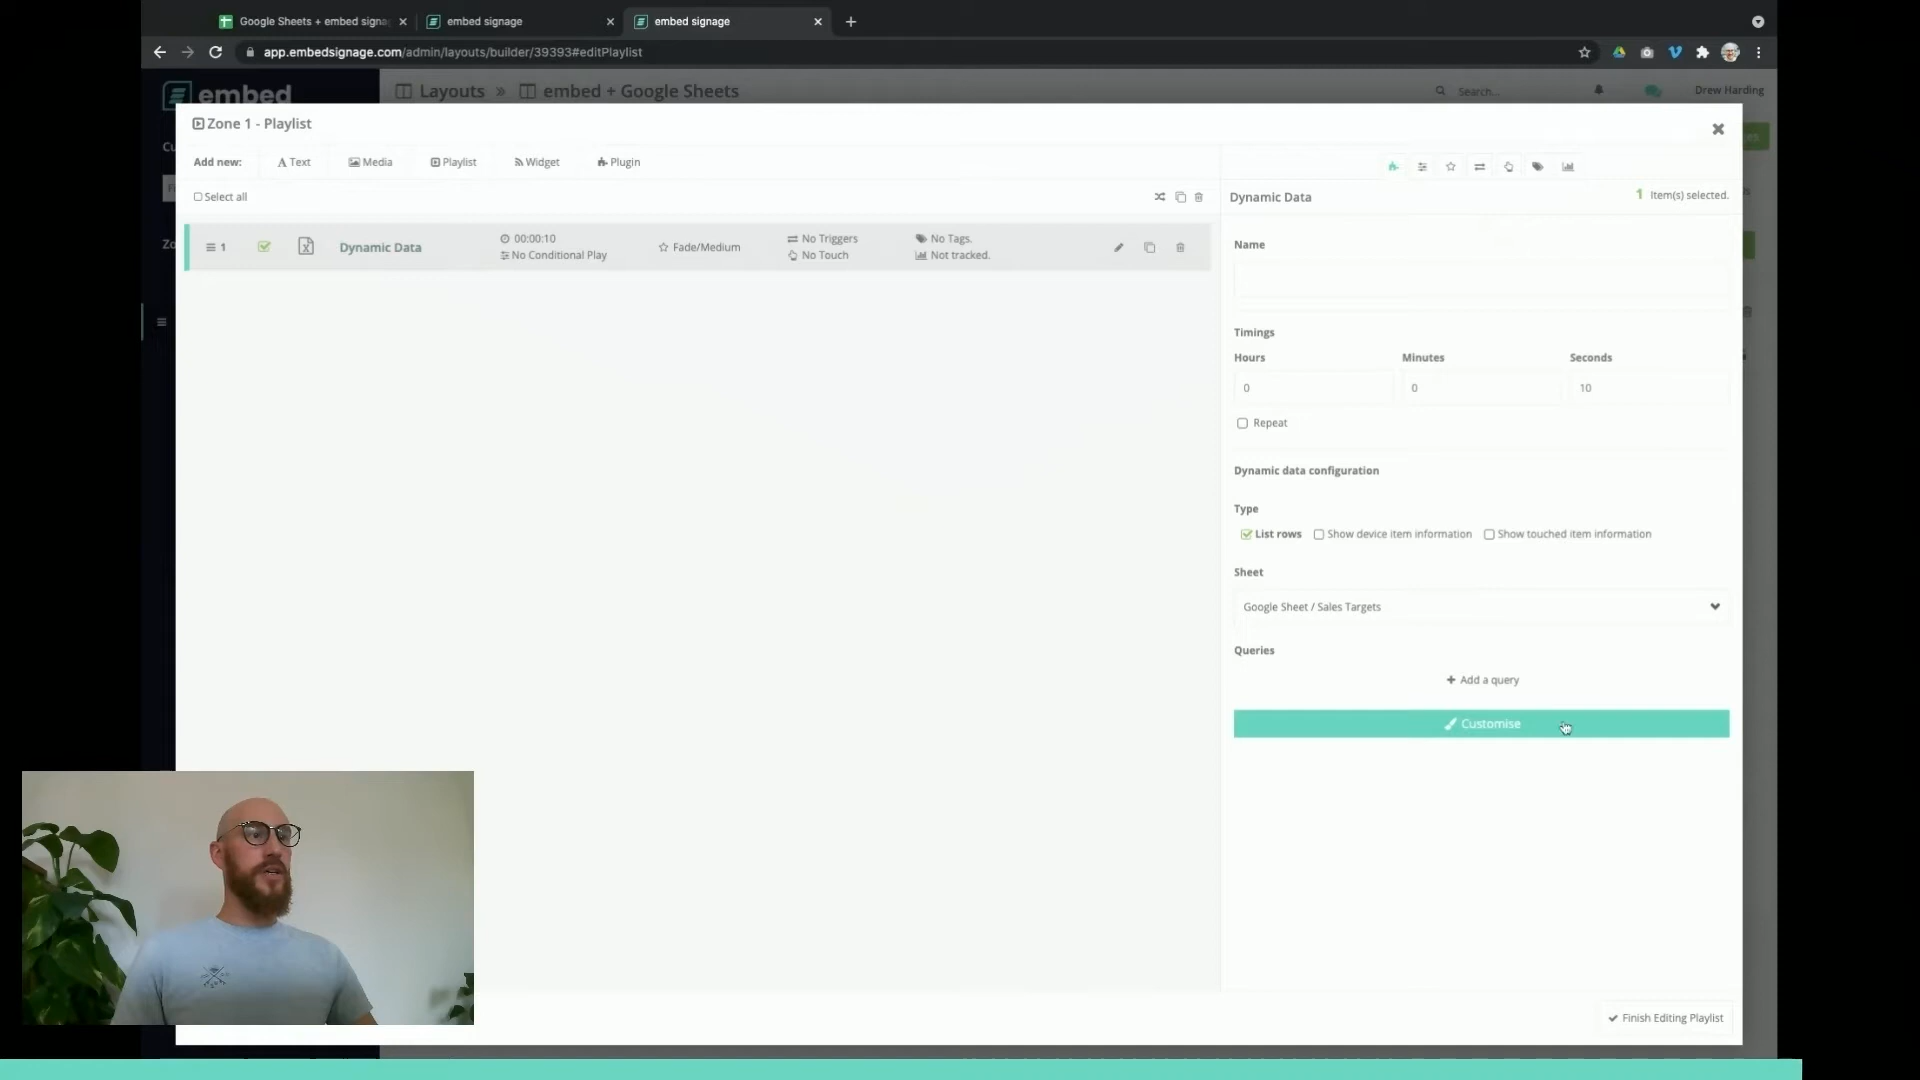 Google Sheets + embed signa
embed signage
embed signage
app.embedsignage.com/admin/layouts/builder/39393#editPlaylist
embed
Layouts » embed + Google Sheets
Search...
Drew Harding
Zone 1 - Playlist
Add new:
Text
Media
Playlist
Widget
Plugin
Select all
Dynamic Data
1 Item(s) selected.
1
Dynamic Data
00:00:10
No Conditional Play
Fade/Medium
No Triggers
No Touch
No Tags.
Not tracked.
Name
Timings
Hours
Minutes
Seconds
0
0
10
Repeat
Dynamic data configuration
Type
List rows
Show device item information
Show touched item information
Sheet
Google Sheet / Sales Targets
Queries
+ Add a query
Customise
Finish Editing Playlist